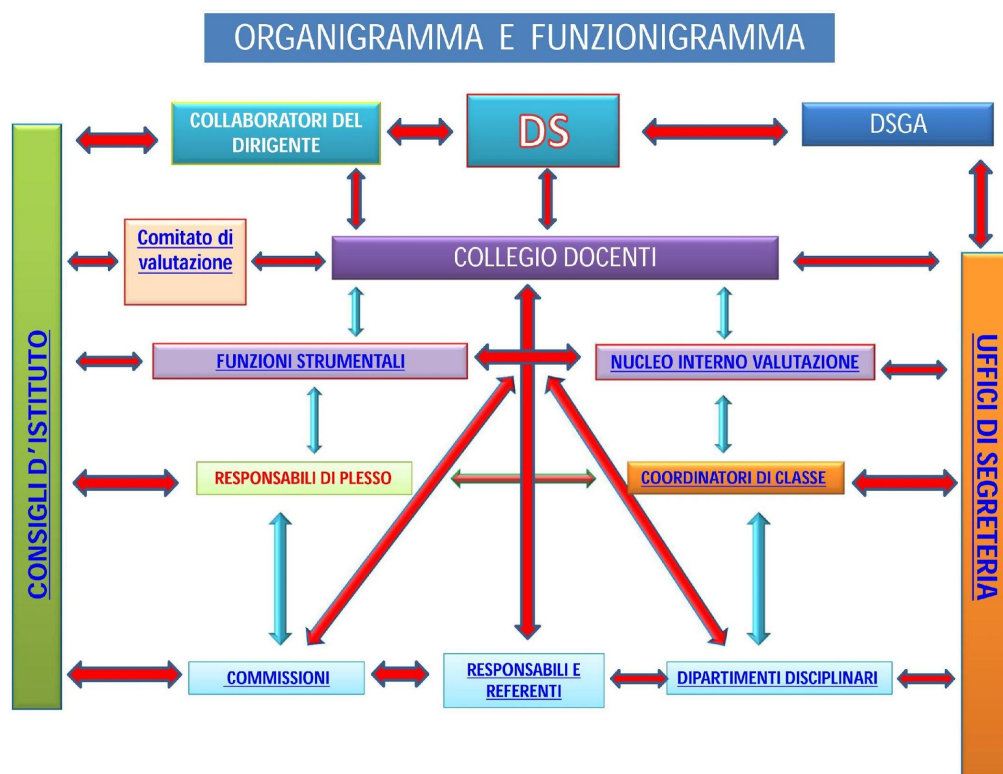 ORGANIGRAMMA E FUNZIONIGRAMMA
COLLABORATORI DEL
DIRIGENTE
DS
DSGA
Comitato di
valutazione
COLLEGIO DOCENTI
CONSIGLI D'ISTITUTO
FUNZIONI STRUMENTALI
NUCLEO INTERNO VALUTAZIONE
UFFICI DI SEGRETERIA
RESPONSABILI DI PLESSO
COORDINATORI DI CLASSE
COMMISSIONI
RESPONSABILI E
REFERENTI
DIPARTIMENTI DISCIPLINARI